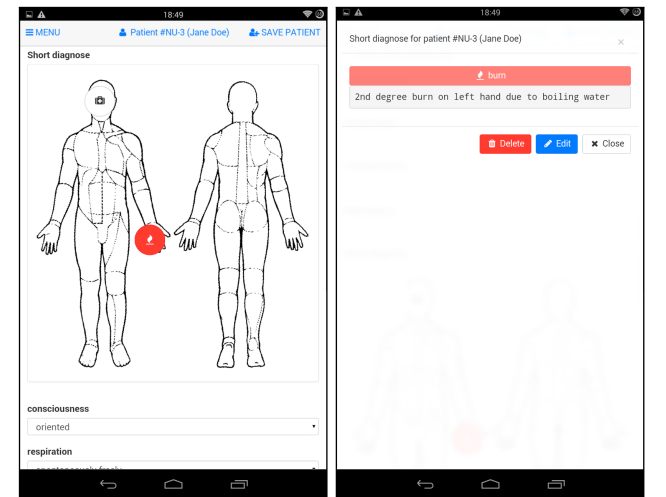 18:49
MENU
Patient #NU-3 (Jane Doe)
SAVE PATIENT
Short diagnose
consciousness
oriented
respiration
spontaneously freely
18:49
Short diagnose for patient #NU-3 (Jane Doe)
×
burn
2nd degree burn on left hand due to boiling water
Delete
Edit
Close